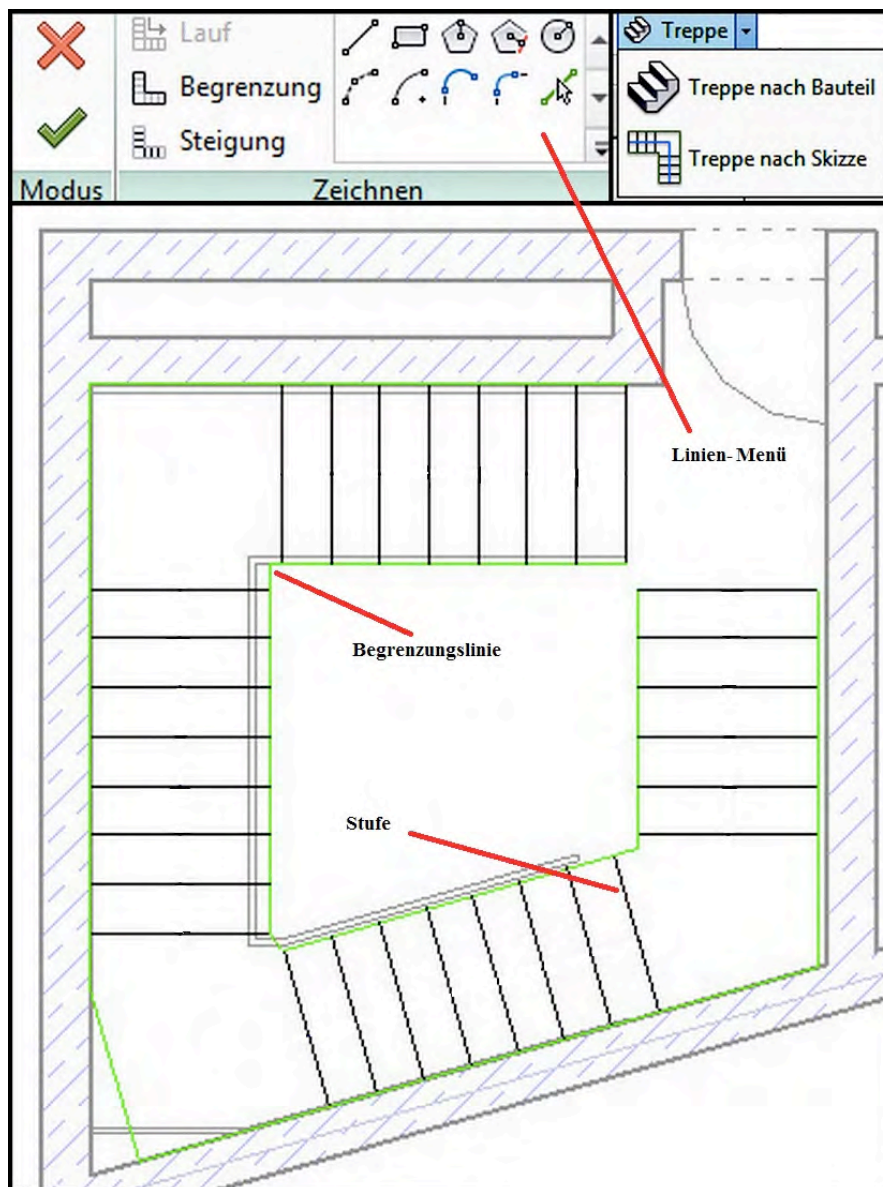 Lauf
Begrenzung
Steigung
Modus
Zeichnen
Treppe
Treppe nach Bauteil
Treppe nach Skizze
Linien- Menü
Begrenzungslinie
Stufe